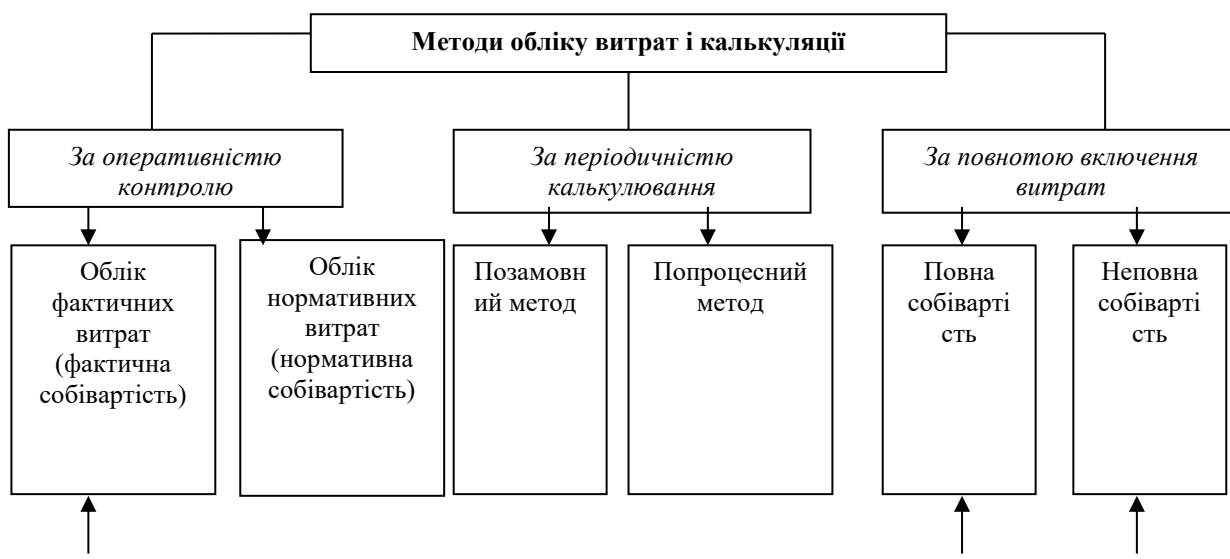 Методи обліку витрат і калькуляції
За оперативністю
контролю
За періодичністю
калькулювання
За повнотою включення
витрат
Облік
фактичних
витрат
(фактична
собівартість)
Облік
нормативних
витрат
(нормативна
собівартість)
Позамовн
ий метод
Попроцесний
метод
Повна
собіварті
сть
Неповна
собіварті
сть